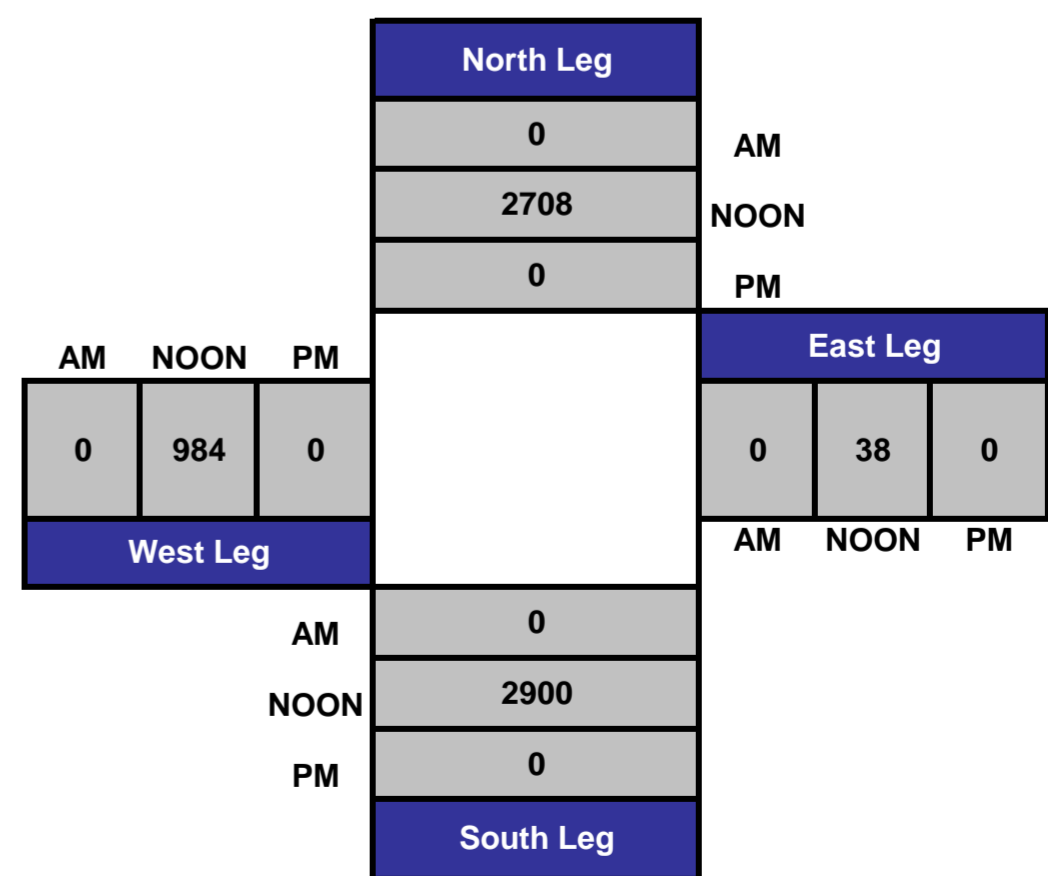 North Leg
0
AM
2708
NOON
0
PM
East Leg
AM NOON PM
0 984 0
0 38 0
West Leg
AM NOON PM
0
AM
2900
NOON
0
PM
South Leg